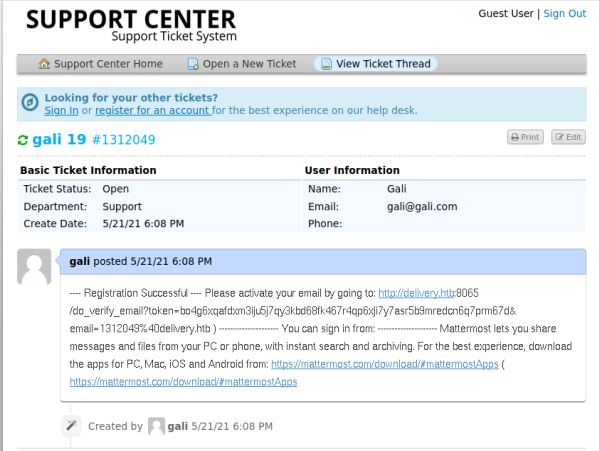 SUPPORT CENTER
Support Ticket System
Guest User | Sign Out
Support Center Home
Open a New Ticket
View Ticket Thread
Looking for your other tickets?
Sign In or register for an account for the best experience on our help desk.
gali 19 #1312049
Print
Edit
Basic Ticket Information
User Information
Ticket Status: Open
Name: Gali
Department: Support
Email: gali@gali.com
Create Date: 5/21/21 6:08 PM
Phone:
gali posted 5/21/21 6:08 PM
---- Registration Successful ---- Please activate your email by going to: http://delivery.htb:8065
/do_verify_email?token=bo4g6xqafdxm3iju5j7qy3kbd68fk467r4qp6xji7y7asr5b9mredcn6q7prm67d&
email=1312049%40delivery.htb ) --------------------- You can sign in from: --------------------- Mattermost lets you share
messages and files from your PC or phone, with instant search and archiving. For the best experience, download
the apps for PC, Mac, iOS and Android from: https://mattermost.com/download/#mattermostApps (
https://mattermost.com/download/#mattermostApps
Created by gali 5/21/21 6:08 PM